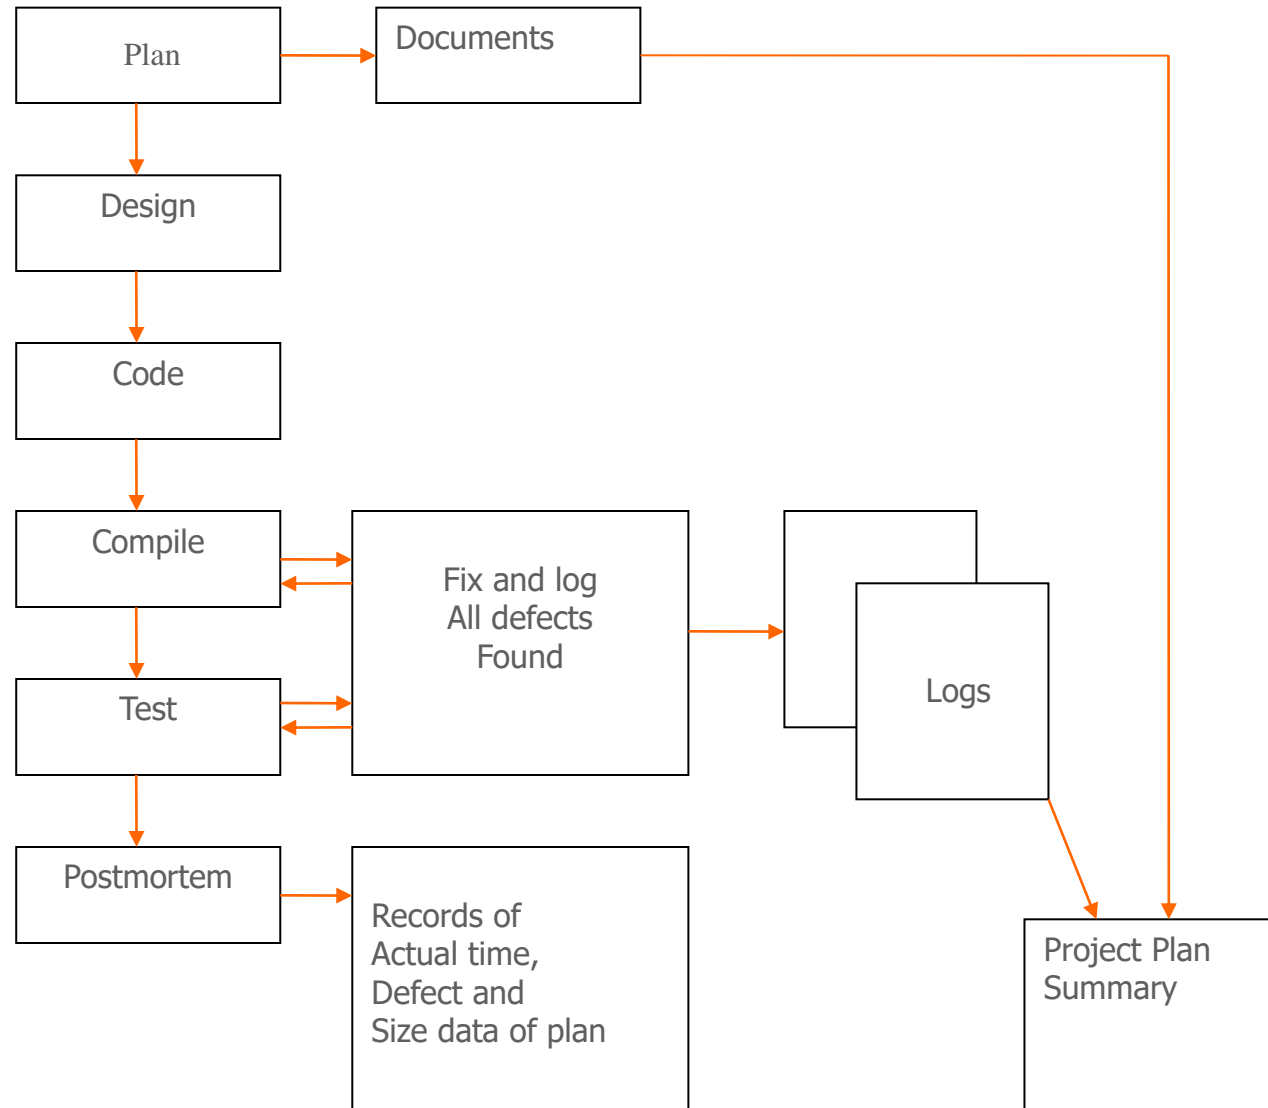 Plan
Documents
Design
Code
Compile
Fix and log
All defects
Found
Logs
Test
Postmortem
Records of
Actual time,
Defect and
Size data of plan
Project Plan
Summary